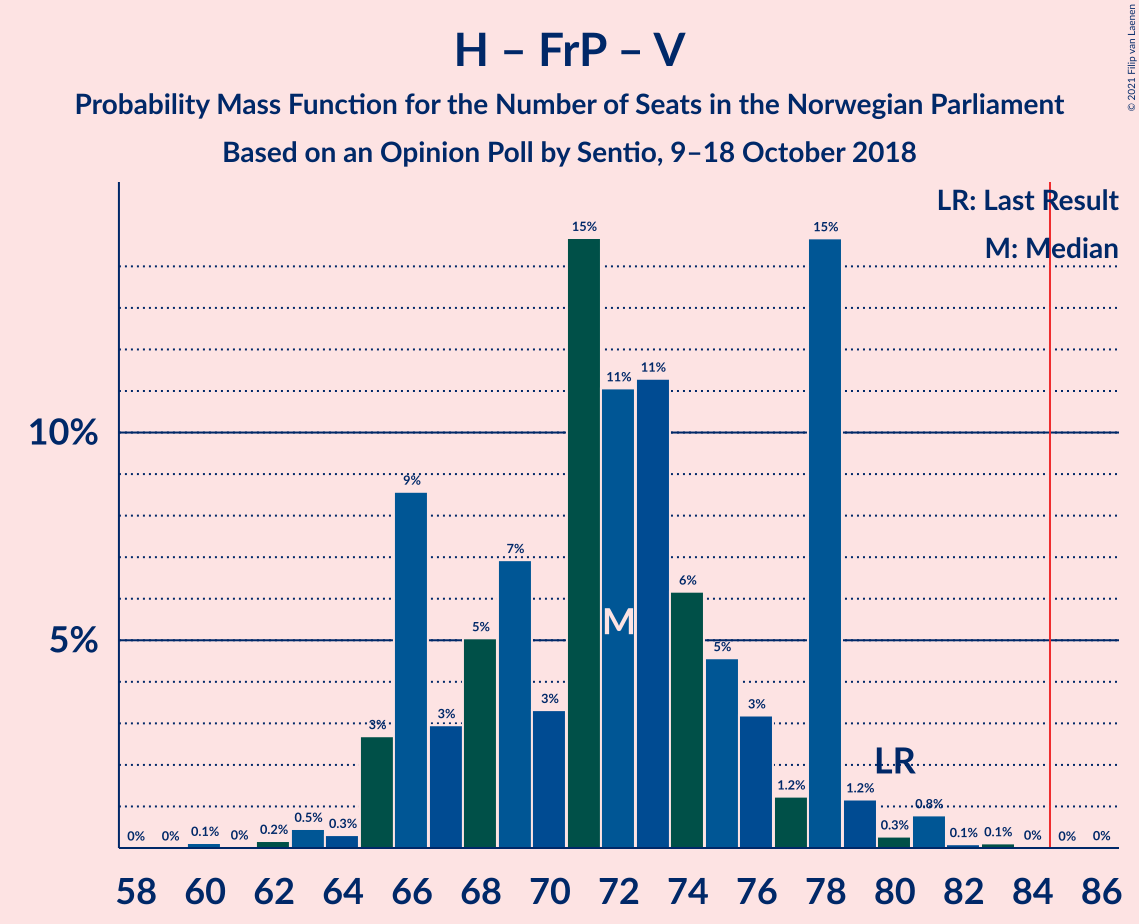 H – FrP – V
Probability Mass Function for the Number of Seats in the Norwegian Parliament
Based on an Opinion Poll by Sentio, 9–18 October 2018
© 2021 Filip van Laenen
LR: Last Result
M: Median
15% 15%
11% 11%
10%
9%
7%
6%
M
5%
5%
5%
3% 3% 3% 3%
LR
1.2% 1.2%
0% 0% 0.1% 0% 0.2% 0.5% 0.3% 0.3% 0.8% 0.1% 0.1% 0% 0% 0%
58 60 62 64 66 68 70 72 74 76 78 80 82 84 86